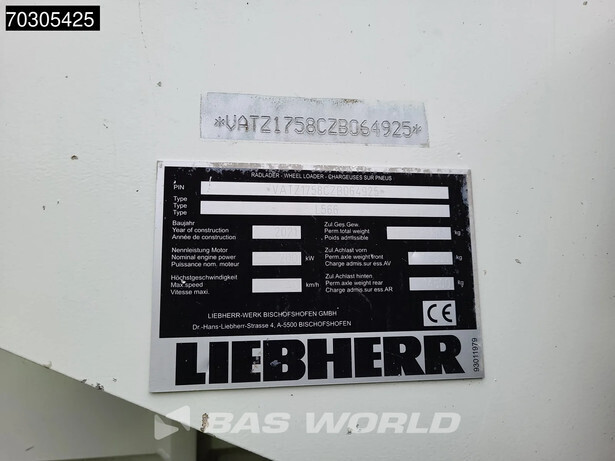 70305425
*VATZ1758CZB064925*
RADLADER - WHEEL LOADER - CHARGEUSES SUR PNEUS
PIN *VATZ1758CZB064925*
Type
Type
Type
Baujahr
Year of construction
Année de construction
Zul Ges Gew.
Perm total weight kg
Poids admissible
Nennleistung Motor
Nominal engine power kW
Puissance nom. moteur
Zul Achlast vorn
Perm axle weight front kg
Charge admis sur ess AV
Höchstgeschwindigkeit
Max speed km/h
Vitesse maxi.
Zul Achlast hinten
Perm axle weight rear kg
Charge admis sur ess AR
LIEBHERR-WERK BISCHOFSHOFEN GMBH
Dr.-Hans-Liebherr-Strasse 4, A-5500 BISCHOFSHOFEN
CE
LIEBHERR
93011979
BAS WORLD